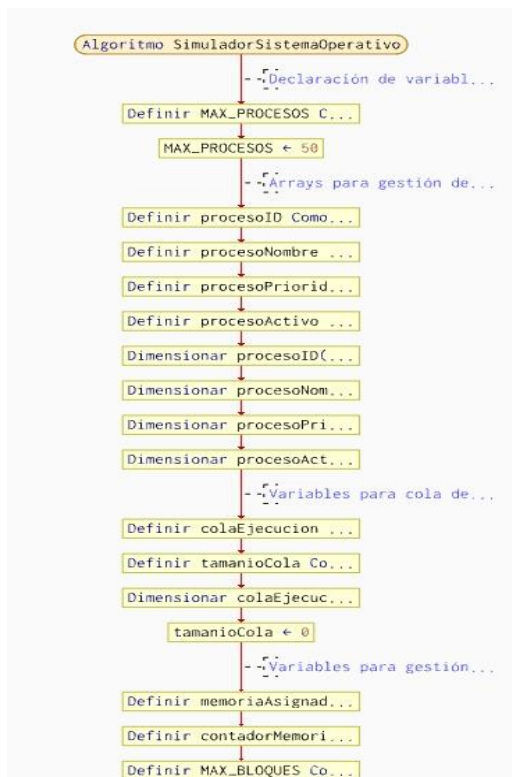 Algoritmo SimuladorSistemaOperativo
Declaración de variabl...
Definir MAX_PROCESOS C...
MAX_PROCESOS ← 50
Arrays para gestión de...
Definir procesoID Como...
Definir procesoNombre ...
Definir procesoPriorid...
Definir procesoActivo ...
Dimensionar procesoID(...
Dimensionar procesoNom...
Dimensionar procesoPri...
Dimensionar procesoAct...
Variables para cola de...
Definir colaEjecucion ...
Definir tamanioCola Co...
Dimensionar colaEjecuc...
tamanioCola ← 0
Variables para gestión...
Definir memoriaAsignad...
Definir contadorMemori...
Definir MAX_BLOQUES Co...